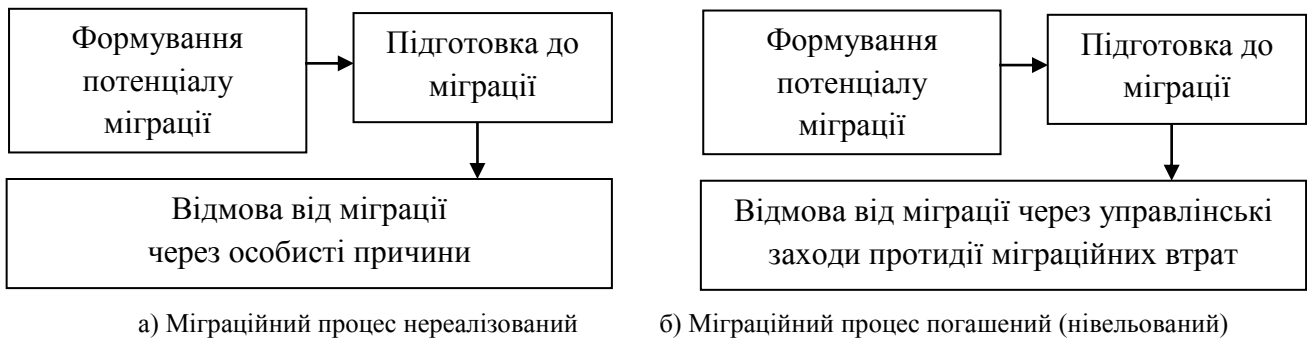 Формування
потенціалу
міграції
Підготовка до
міграції
Відмова від міграції
через особисті причини
а) Міграційний процес нереалізований
Формування
потенціалу
міграції
Підготовка до
міграції
Відмова від міграції через управлінські
заходи протидії міграційних втрат
б) Міграційний процес погашений (нівельований)